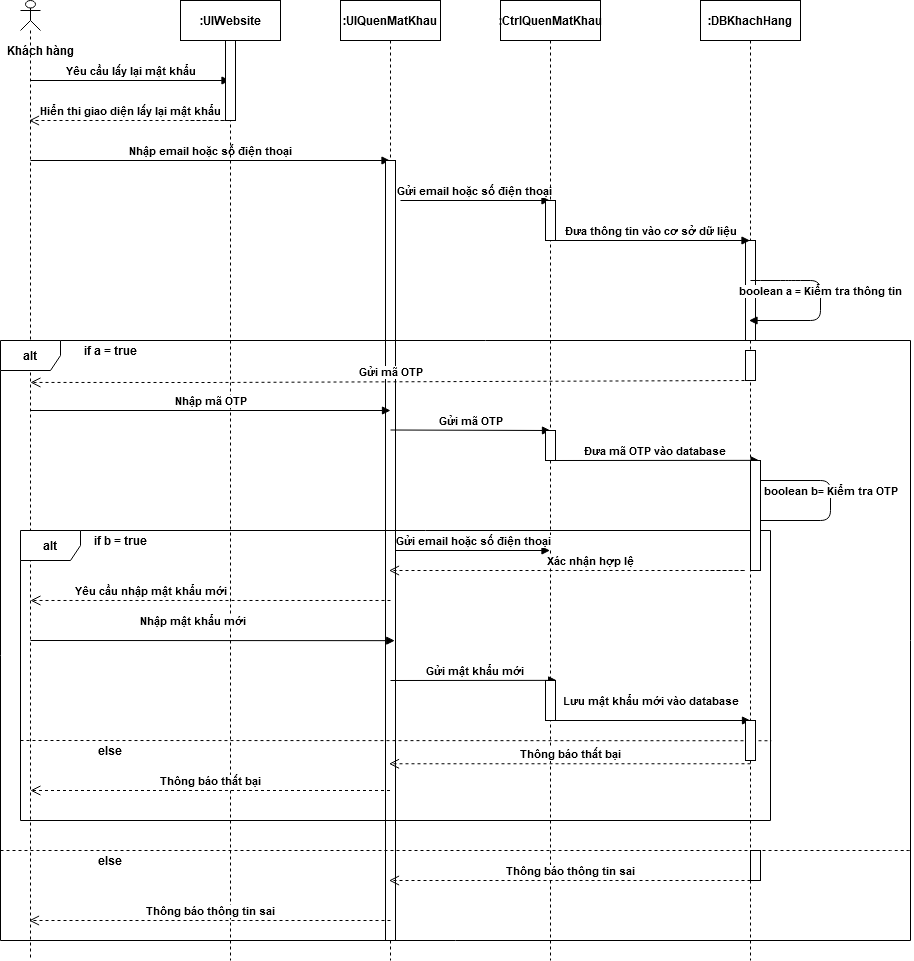 :UIWebsite
:UIQuenMatKhau
:CtrlQuenMatKhau
:DBKhachHang
Khách hàng
Yêu cầu lấy lại mật khẩu
Hiển thi giao diện lấy lại mật khẩu
Nhập email hoặc số điện thoại
Gửi email hoặc số điện thoại
Đưa thông tin vào cơ sở dữ liệu
boolean a = Kiểm tra thông tin
alt
if a = true
Gửi mã OTP
Nhập mã OTP
Gửi mã OTP
Đưa mã OTP vào database
boolean b= Kiểm tra OTP
alt
if b = true
Gửi email hoặc số điện thoại
Xác nhận hợp lệ
Yêu cầu nhập mật khẩu mới
Nhập mật khẩu mới
Gửi mật khẩu mới
Lưu mật khẩu mới vào database
else
Thông báo thất bại
Thông báo thất bại
else
Thông báo thông tin sai
Thông báo thông tin sai